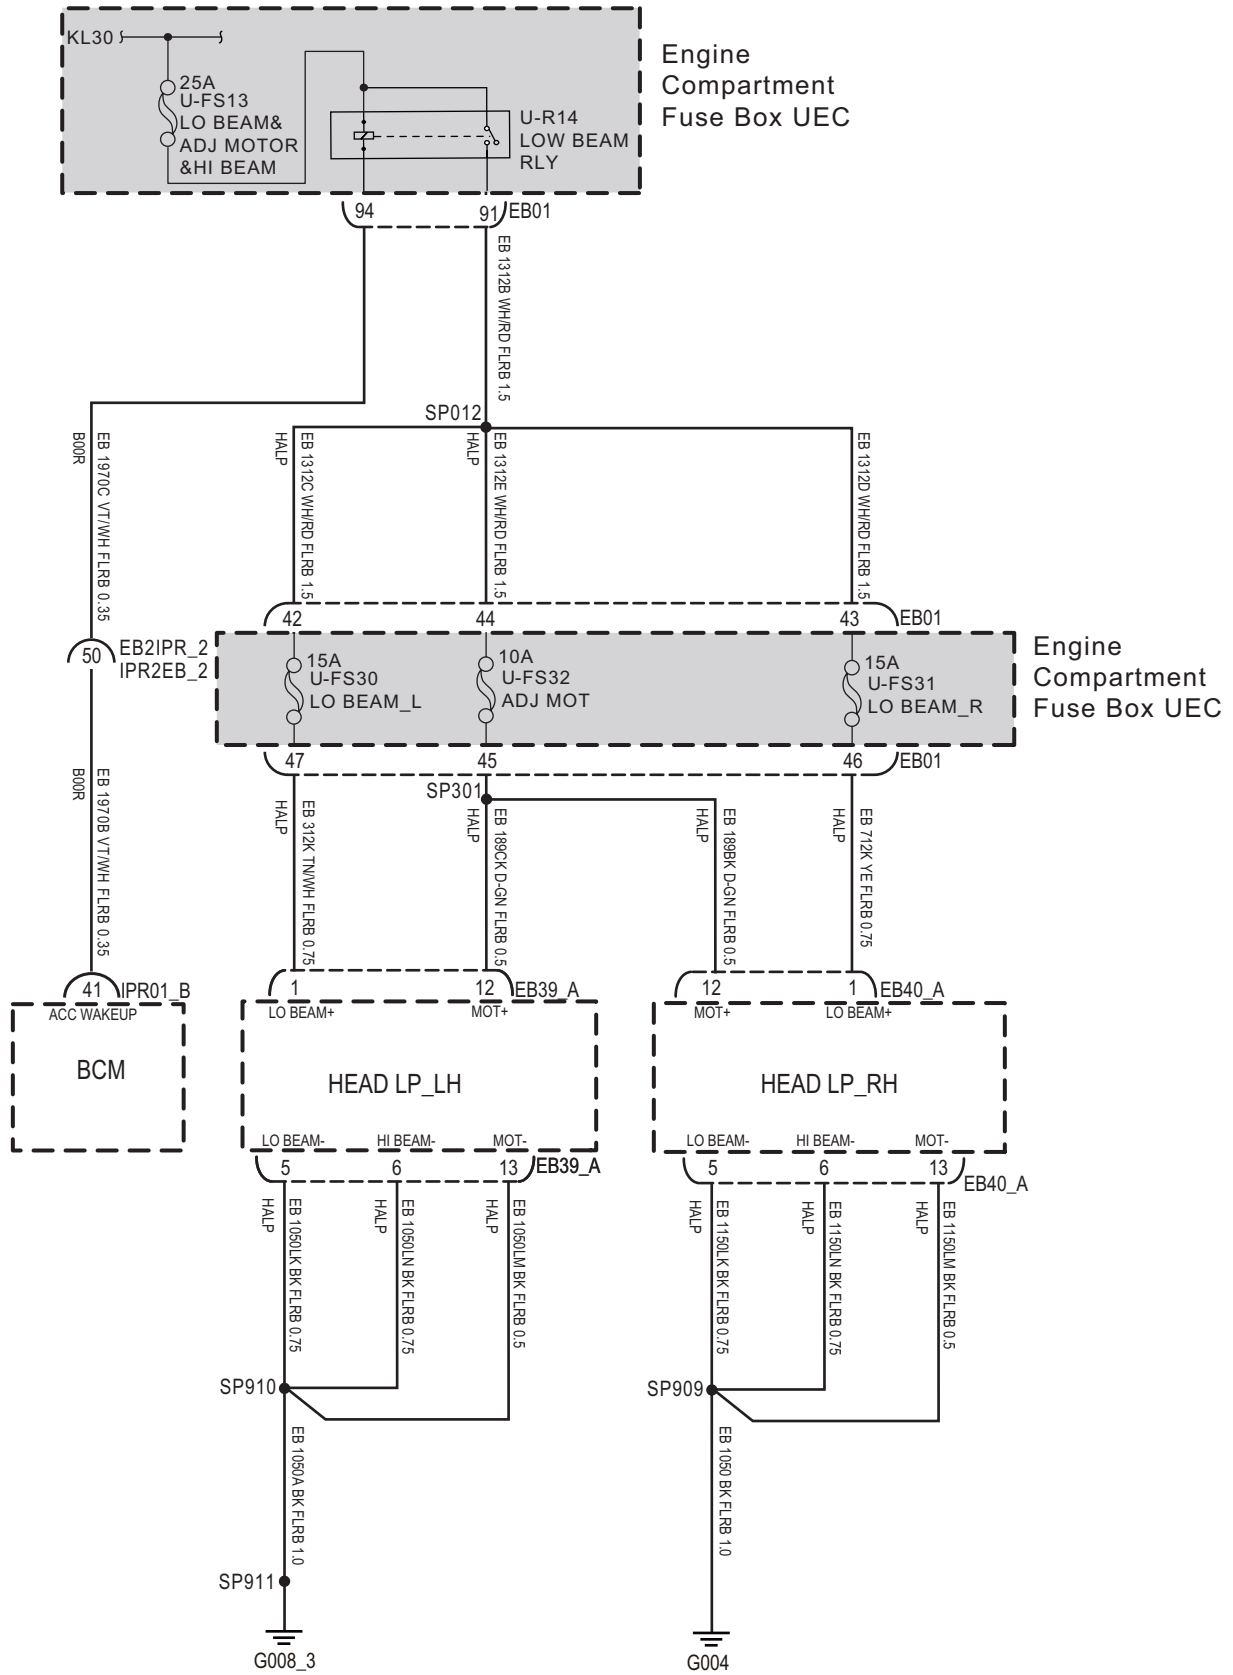 KL30
25A
U-FS13
LO BEAM&
ADJ MOTOR
&HI BEAM
U-R14
LOW BEAM
RLY
Engine
Compartment
Fuse Box UEC
94
91
EB01
EB 1312B WH/RD FLRB 1.5
SP012
B00R
EB 1970C VT/WH FLRB 0.35
HALP
EB 1312C WH/RD FLRB 1.5
HALP
EB 1312E WH/RD FLRB 1.5
EB 1312D WH/RD FLRB 1.5
42
44
43
EB01
50
EB2IPR_2
IPR2EB_2
15A
U-FS30
LO BEAM_L
10A
U-FS32
ADJ MOT
15A
U-FS31
LO BEAM_R
Engine
Compartment
Fuse Box UEC
47
45
46
EB01
SP301
B00R
EB 1970B VT/WH FLRB 0.35
HALP
EB 312K TN/WH FLRB 0.75
HALP
EB 189CK D-GN FLRB 0.5
HALP
EB 189BK D-GN FLRB 0.5
HALP
EB 712K YE FLRB 0.75
41
IPR01_B
1
12
EB39_A
12
1
EB40_A
ACC WAKEUP
LO BEAM+
MOT+
MOT+
LO BEAM+
BCM
HEAD LP_LH
HEAD LP_RH
LO BEAM-
HI BEAM-
MOT-
LO BEAM-
HI BEAM-
MOT-
5
6
13
EB39_A
5
6
13
EB40_A
HALP
EB 1050LK BK FLRB 0.75
HALP
EB 1050LN BK FLRB 0.75
HALP
EB 1050LM BK FLRB 0.5
HALP
EB 1150LK BK FLRB 0.75
HALP
EB 1150LN BK FLRB 0.75
HALP
EB 1150LM BK FLRB 0.5
SP910
SP909
EB 1050A BK FLRB 1.0
EB 1050 BK FLRB 1.0
SP911
G008_3
G004